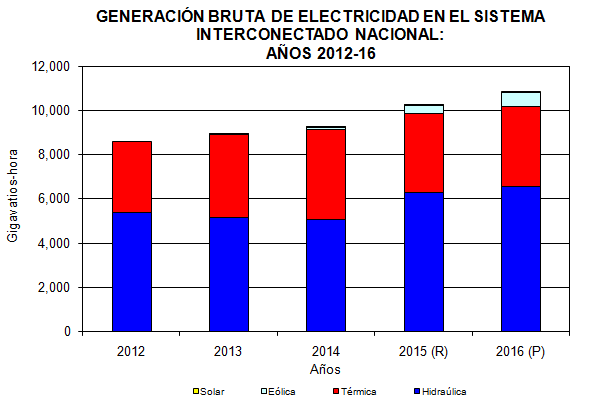 GENERACIÓN BRUTA DE ELECTRICIDAD EN EL SISTEMA
INTERCONECTADO NACIONAL:
AÑOS 2012-16
12,000
10,000
8,000
6,000
4,000
2,000
0
Gigavatios-hora
2012 2013 2014 2015 (R) 2016 (P)
Años
Solar Eólica Térmica Hidraúlica